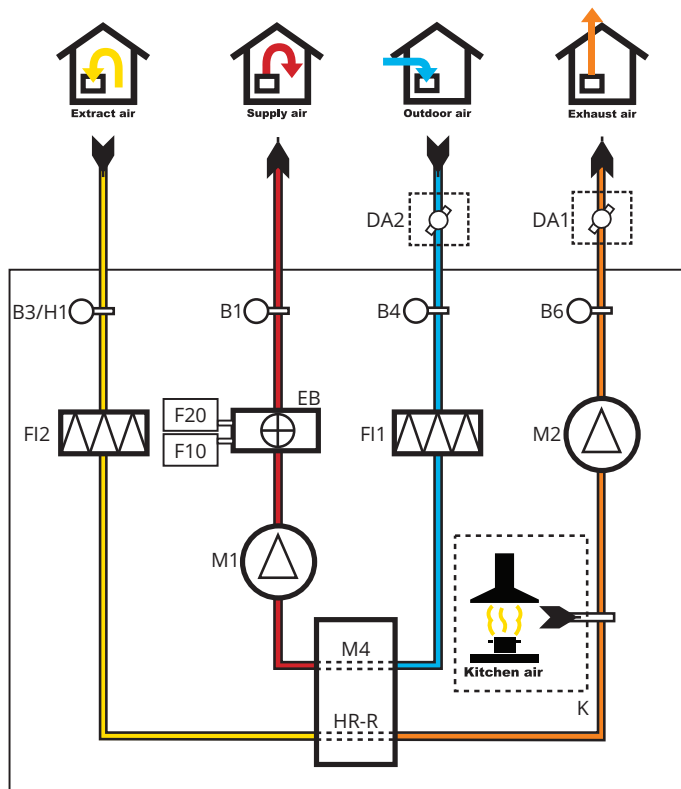 Extract air
Supply air
Outdoor air
Exhaust air
DA2
DA1
B3/H1
B1
B4
B6
EB
F20
F10
FI2
FI1
M2
M1
M4
HR-R
Kitchen air
K